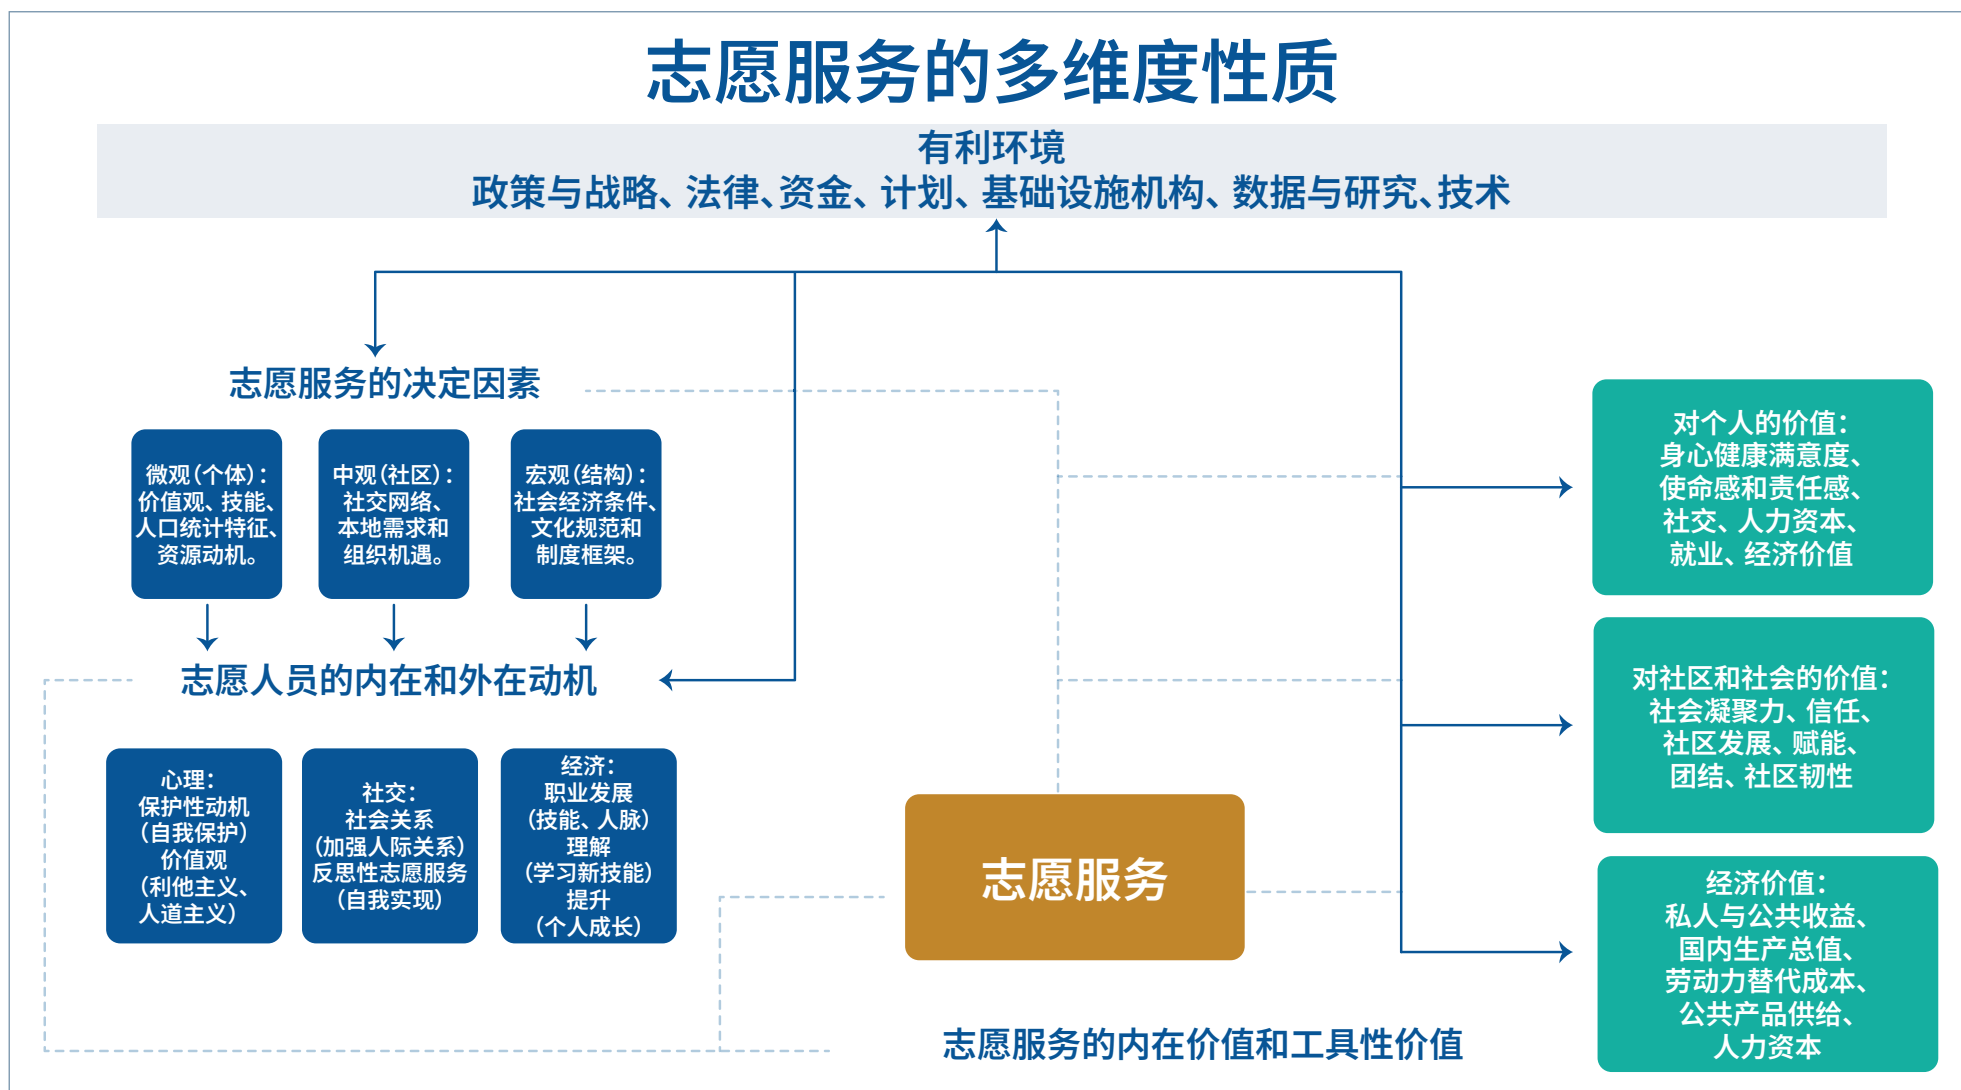 志愿服务的多维度性质
有利环境
政策与战略、法律、资金、计划、基础设施机构、数据与研究、技术
志愿服务的决定因素
微观（个体）：
价值观、技能、
人口统计特征、
资源动机。
中观（社区）：
社交网络、
本地需求和
组织机遇。
宏观（结构）：
社会经济条件、
文化规范和
制度框架。
志愿人员的内在和外在动机
心理：
保护性动机
（自我保护）
价值观
（利他主义、
人道主义）
社交：
社会关系
（加强人际关系）
反思性志愿服务
（自我实现）
经济：
职业发展
（技能、人脉）
理解
（学习新技能）
提升
（个人成长）
志愿服务
志愿服务的内在价值和工具性价值
对个人的价值：
身心健康满意度、
使命感和责任感、
社交、人力资本、
就业、经济价值
对社区和社会的价值：
社会凝聚力、信任、
社区发展、赋能、
团结、社区韧性
经济价值：
私人与公共收益、
国内生产总值、
劳动力替代成本、
公共产品供给、
人力资本